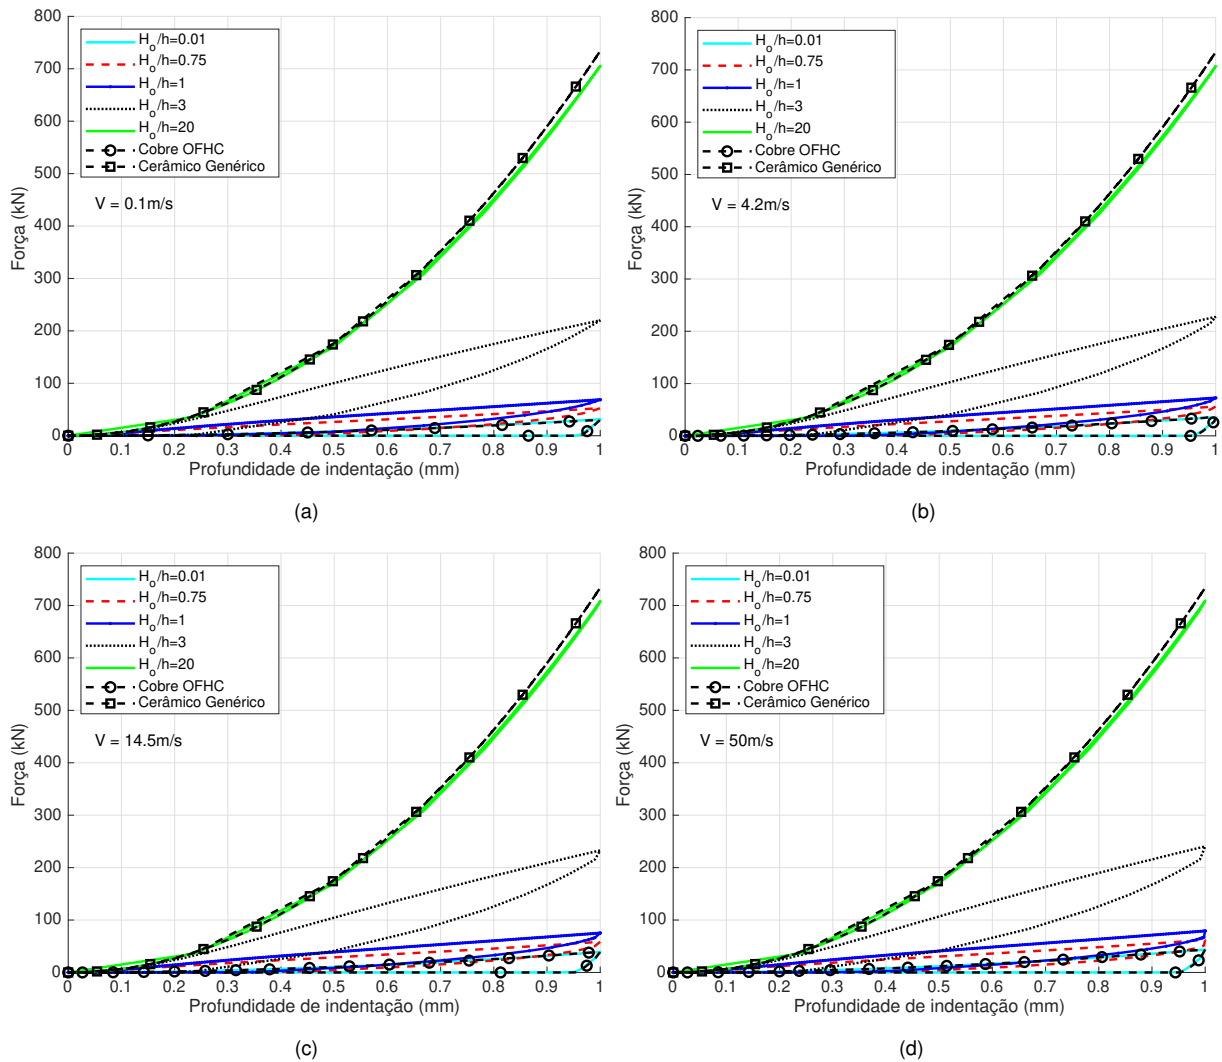 800
700
600
500
400
300
200
100
0
Força (kN)
H_o/h=0.01
H_o/h=0.75
H_o/h=1
H_o/h=3
H_o/h=20
Cobre OFHC
Cerâmico Genérico
V = 0.1m/s
0 0.1 0.2 0.3 0.4 0.5 0.6 0.7 0.8 0.9 1
Profundidade de indentação (mm)
(a)
800
700
600
500
400
300
200
100
0
Força (kN)
H_o/h=0.01
H_o/h=0.75
H_o/h=1
H_o/h=3
H_o/h=20
Cobre OFHC
Cerâmico Genérico
V = 4.2m/s
0 0.1 0.2 0.3 0.4 0.5 0.6 0.7 0.8 0.9 1
Profundidade de indentação (mm)
(b)
800
700
600
500
400
300
200
100
0
Força (kN)
H_o/h=0.01
H_o/h=0.75
H_o/h=1
H_o/h=3
H_o/h=20
Cobre OFHC
Cerâmico Genérico
V = 14.5m/s
0 0.1 0.2 0.3 0.4 0.5 0.6 0.7 0.8 0.9 1
Profundidade de indentação (mm)
(c)
800
700
600
500
400
300
200
100
0
Força (kN)
H_o/h=0.01
H_o/h=0.75
H_o/h=1
H_o/h=3
H_o/h=20
Cobre OFHC
Cerâmico Genérico
V = 50m/s
0 0.1 0.2 0.3 0.4 0.5 0.6 0.7 0.8 0.9 1
Profundidade de indentação (mm)
(d)